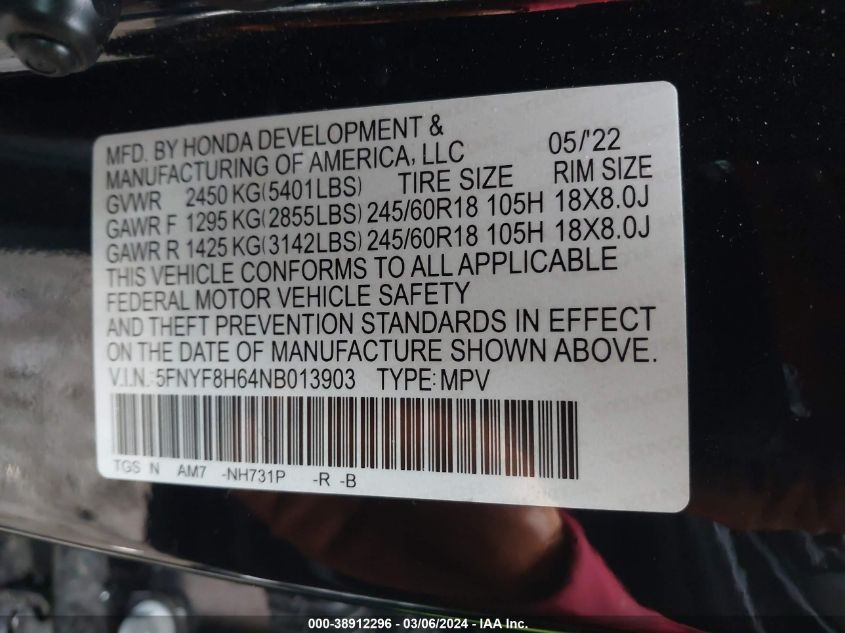 MFD. BY HONDA DEVELOPMENT &
MANUFACTURING OF AMERICA, LLC 05/'22
GVWR 2450 KG(5401LBS) TIRE SIZE RIM SIZE
GAWR F 1295 KG(2855LBS) 245/60R18 105H 18X8.0J
GAWR R 1425 KG(3142LBS) 245/60R18 105H 18X8.0J
THIS VEHICLE CONFORMS TO ALL APPLICABLE
FEDERAL MOTOR VEHICLE SAFETY
AND THEFT PREVENTION STANDARDS IN EFFECT
ON THE DATE OF MANUFACTURE SHOWN ABOVE.
V.I.N.: 5FNYF8H64NB013903 TYPE: MPV
TGS N AM7 -NH731P -R -B
000-38912296 - 03/06/2024 - IAA Inc.